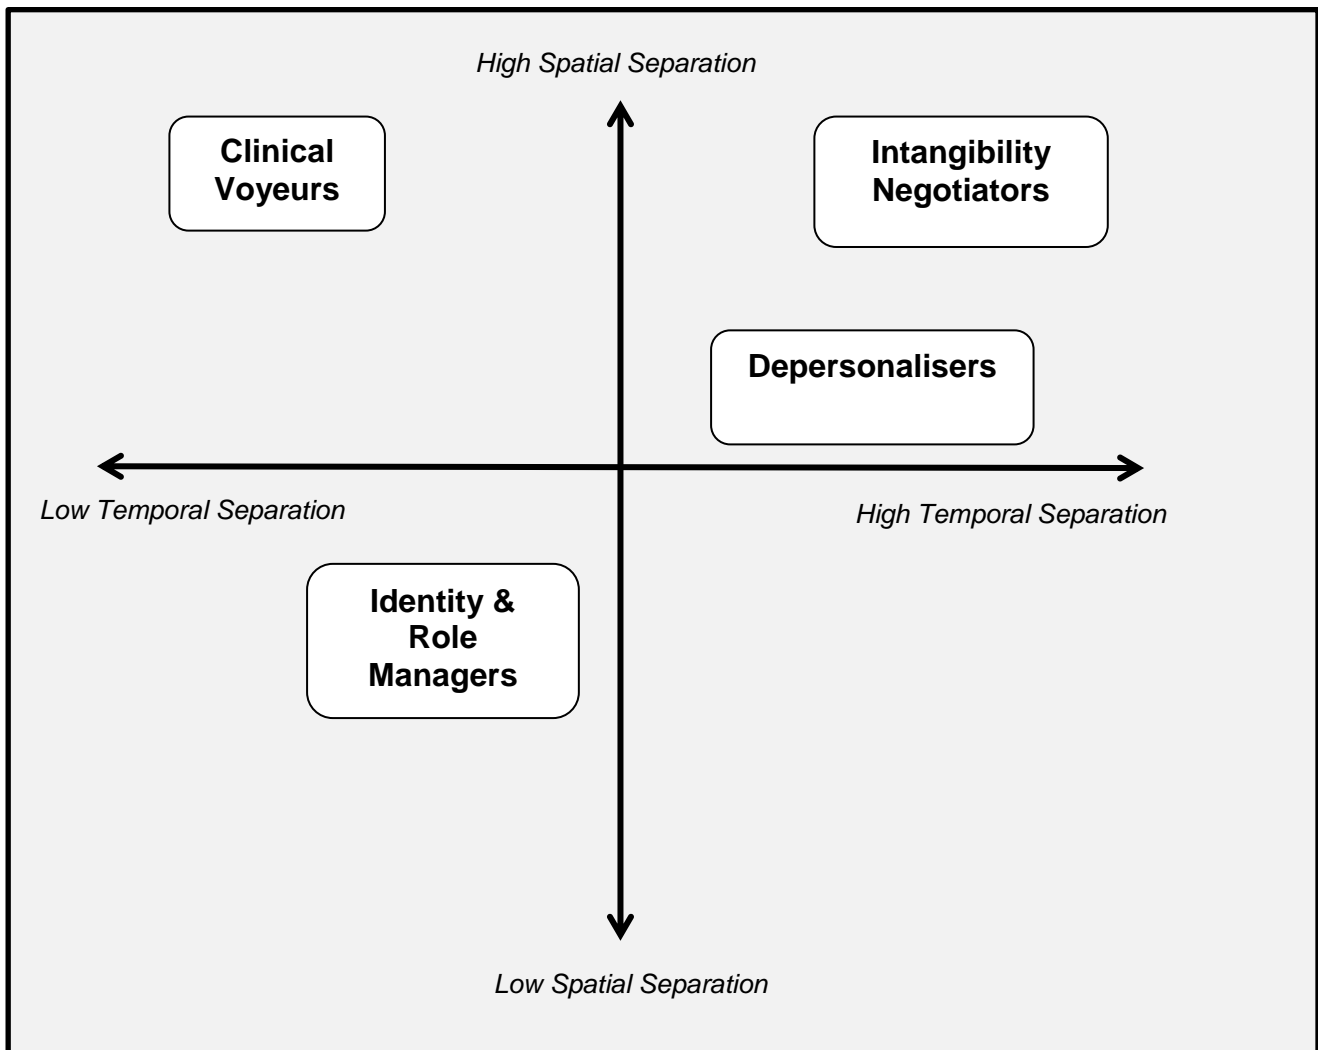 High Spatial Separation
Clinical
Voyeurs
Intangibility
Negotiators
Depersonalisers
Low Temporal Separation
High Temporal Separation
Identity &
Role
Managers
Low Spatial Separation